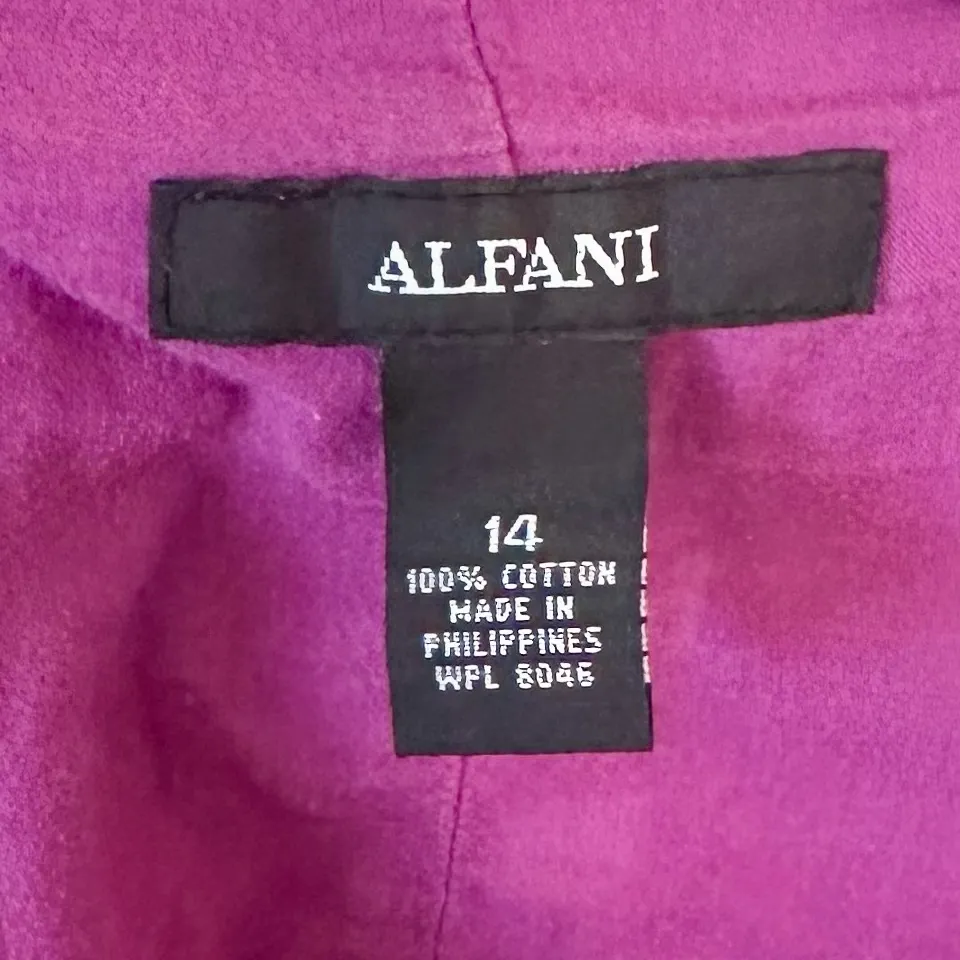 ALFANI
14
100% COTTON
MADE IN
PHILIPPINES
WPL 8046